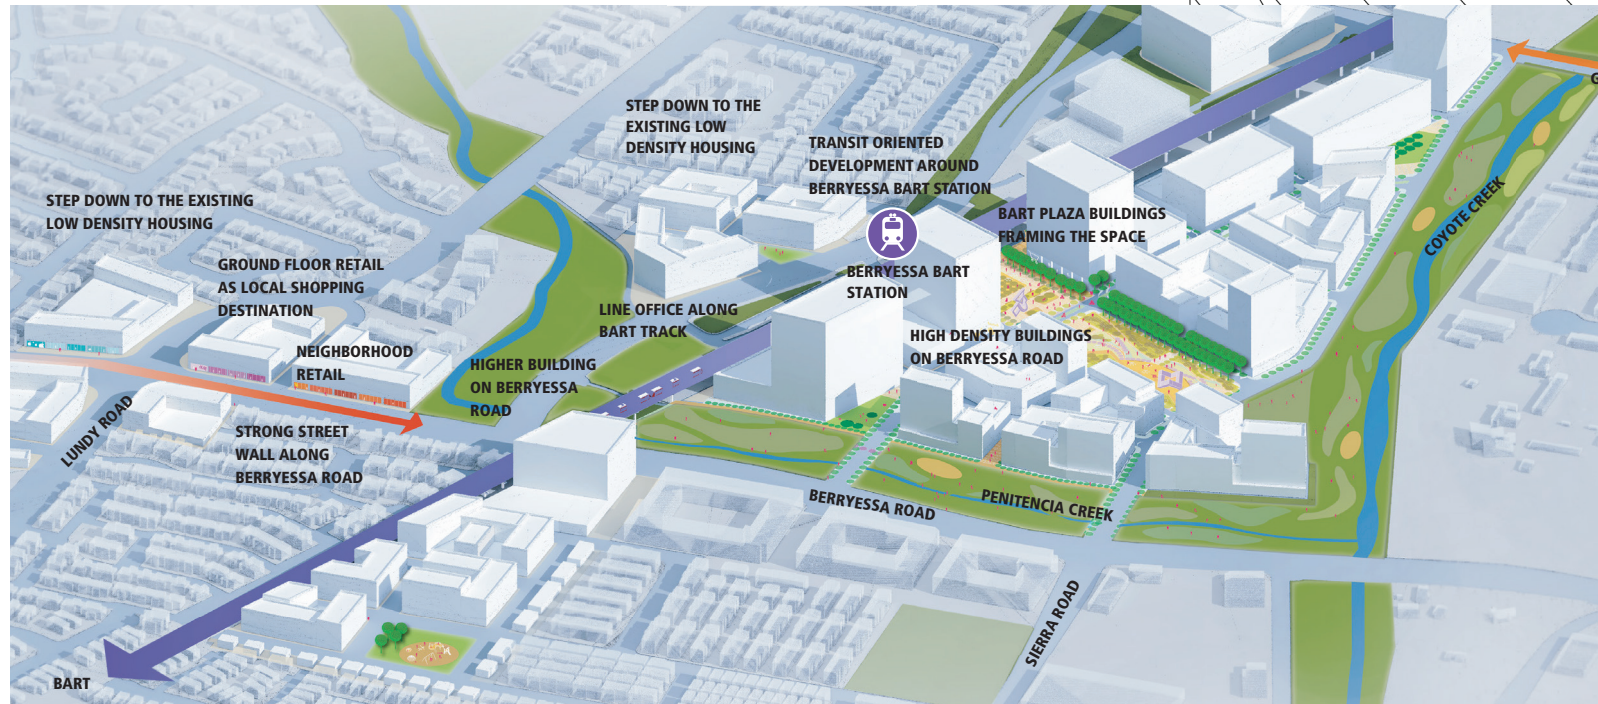 STEP DOWN TO THE
EXISTING LOW
DENSITY HOUSING
TRANSIT ORIENTED
DEVELOPMENT AROUND
BERRYESSA BART STATION
STEP DOWN TO THE EXISTING
LOW DENSITY HOUSING
BART PLAZA BUILDINGS
FRAMING THE SPACE
COYOTE CREEK
GROUND FLOOR RETAIL
AS LOCAL SHOPPING
DESTINATION
BERRYESSA BART
STATION
LINE OFFICE ALONG
BART TRACK
HIGH DENSITY BUILDINGS
ON BERRYESSA ROAD
NEIGHBORHOOD
RETAIL
HIGHER BUILDING
ON BERRYESSA
ROAD
LUNDY ROAD
STRONG STREET
WALL ALONG
BERRYESSA ROAD
BERRYESSA ROAD
PENITENCIA CREEK
SIERRA ROAD
BART